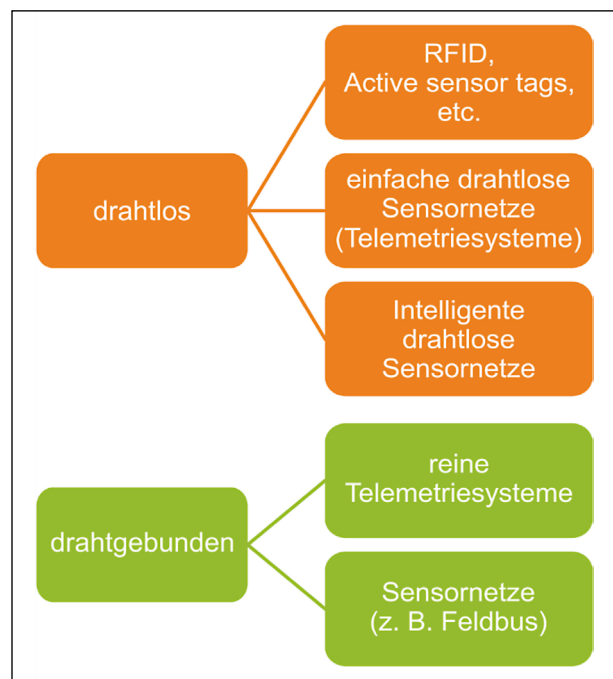 drahtlos
RFID,
Active sensor tags,
etc.
einfache drahtlose
Sensornetze
(Telemetriesysteme)
Intelligente
drahtlose
Sensornetze
drahtgebunden
reine
Telemetriesysteme
Sensornetze
(z. B. Feldbus)